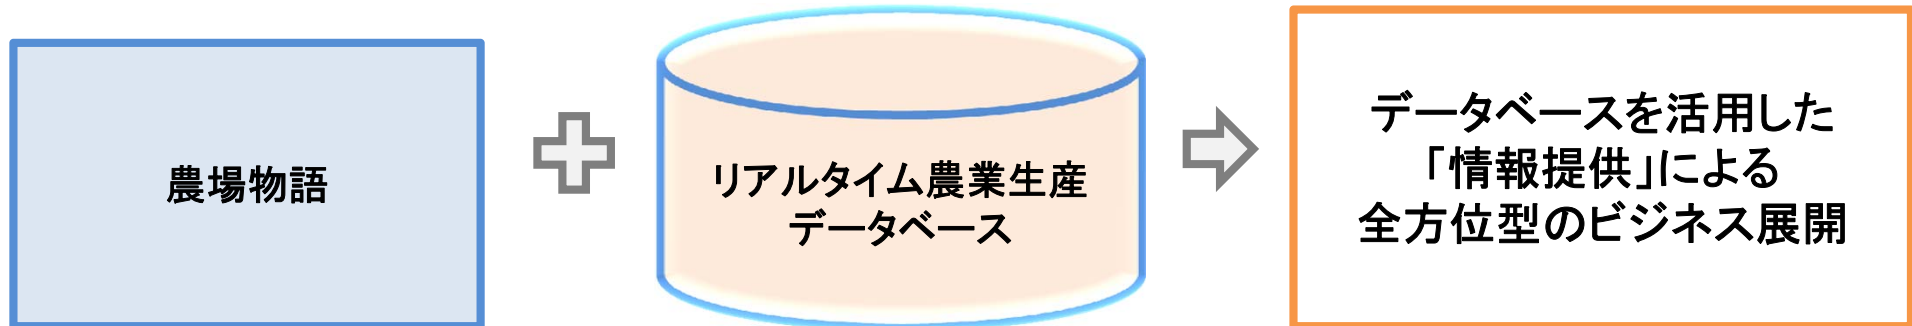 農場物語
リアルタイム農業生産
データベース
データベースを活用した
「情報提供」による
全方位型のビジネス展開